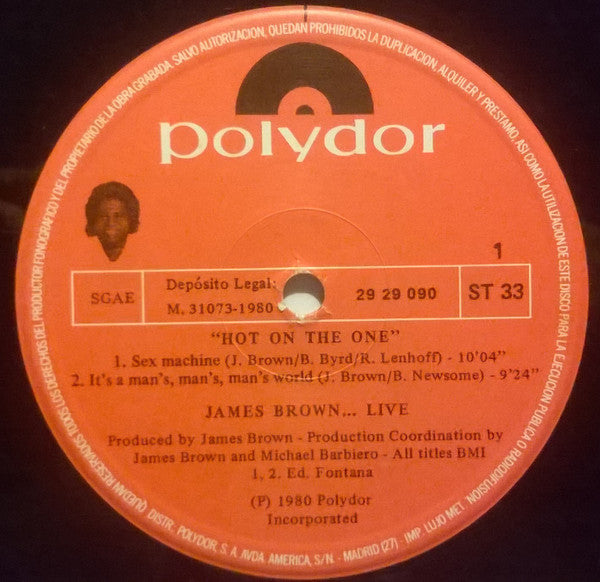 QUEDAN RESERVADOS TODOS LOS DERECHOS DEL PRODUCTOR FONOGRAFICO Y DEL PROPIETARIO DE LA OBRA GRABADA. SALVO AUTORIZACION, QUEDAN PROHIBIDOS LA DUPLICACION, ALQUILER Y PRESTAMO, ASI COMO LA UTILIZACION DE ESTE DISCO PARA LA EJECUCION PUBLICA O RADIODIFUSION.
polydor
1
SGAE
Depósito Legal:
M. 31073-1980
29 29 090
ST 33
"HOT ON THE ONE"
1. Sex machine (J. Brown/B. Byrd/R. Lenhoff) - 10'04"
2. It's a man's, man's, man's world (J. Brown/B. Newsome) - 9'24"
JAMES BROWN... LIVE
Produced by James Brown - Production Coordination by
James Brown and Michael Barbiero - All titles BMI
1, 2. Ed. Fontana
(P) 1980 Polydor
Incorporated
DISTR. POLYDOR, S. A. AVDA. AMERICA, S/N. - MADRID (27) - IMP. LUJO MET.